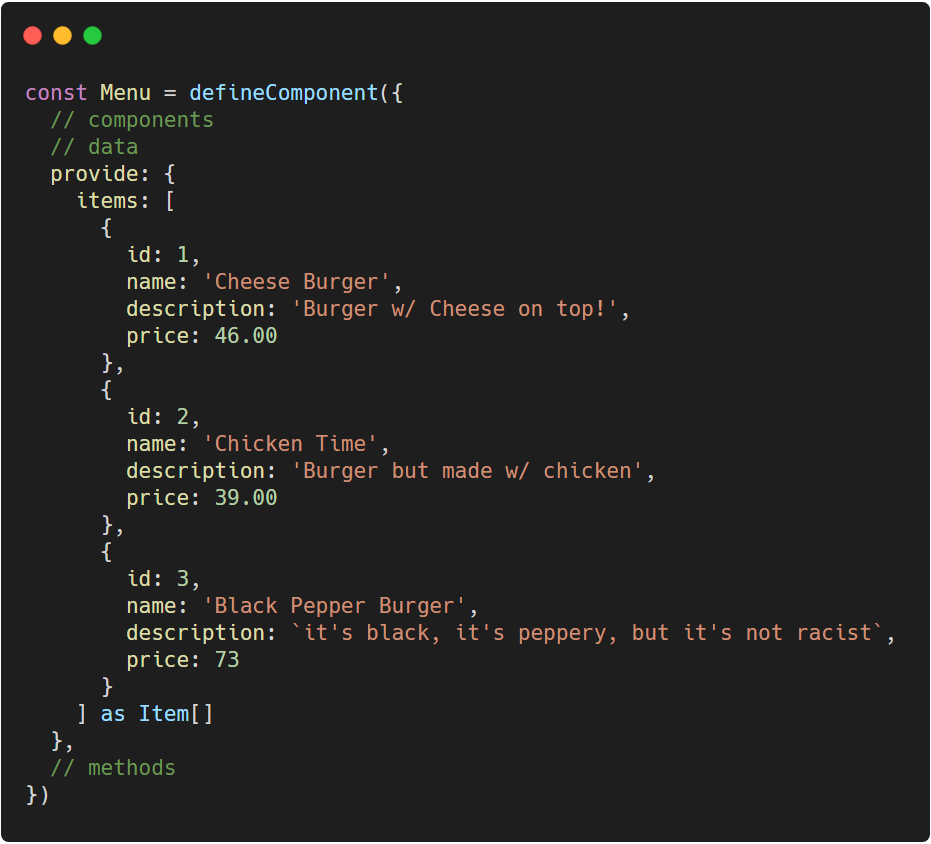 const Menu = defineComponent({
  // components
  // data
  provide: {
    items: [
      {
        id: 1,
        name: 'Cheese Burger',
        description: 'Burger w/ Cheese on top!',
        price: 46.00
      },
      {
        id: 2,
        name: 'Chicken Time',
        description: 'Burger but made w/ chicken',
        price: 39.00
      },
      {
        id: 3,
        name: 'Black Pepper Burger',
        description: `it's black, it's peppery, but it's not racist`,
        price: 73
      }
    ] as Item[]
  },
  // methods
})